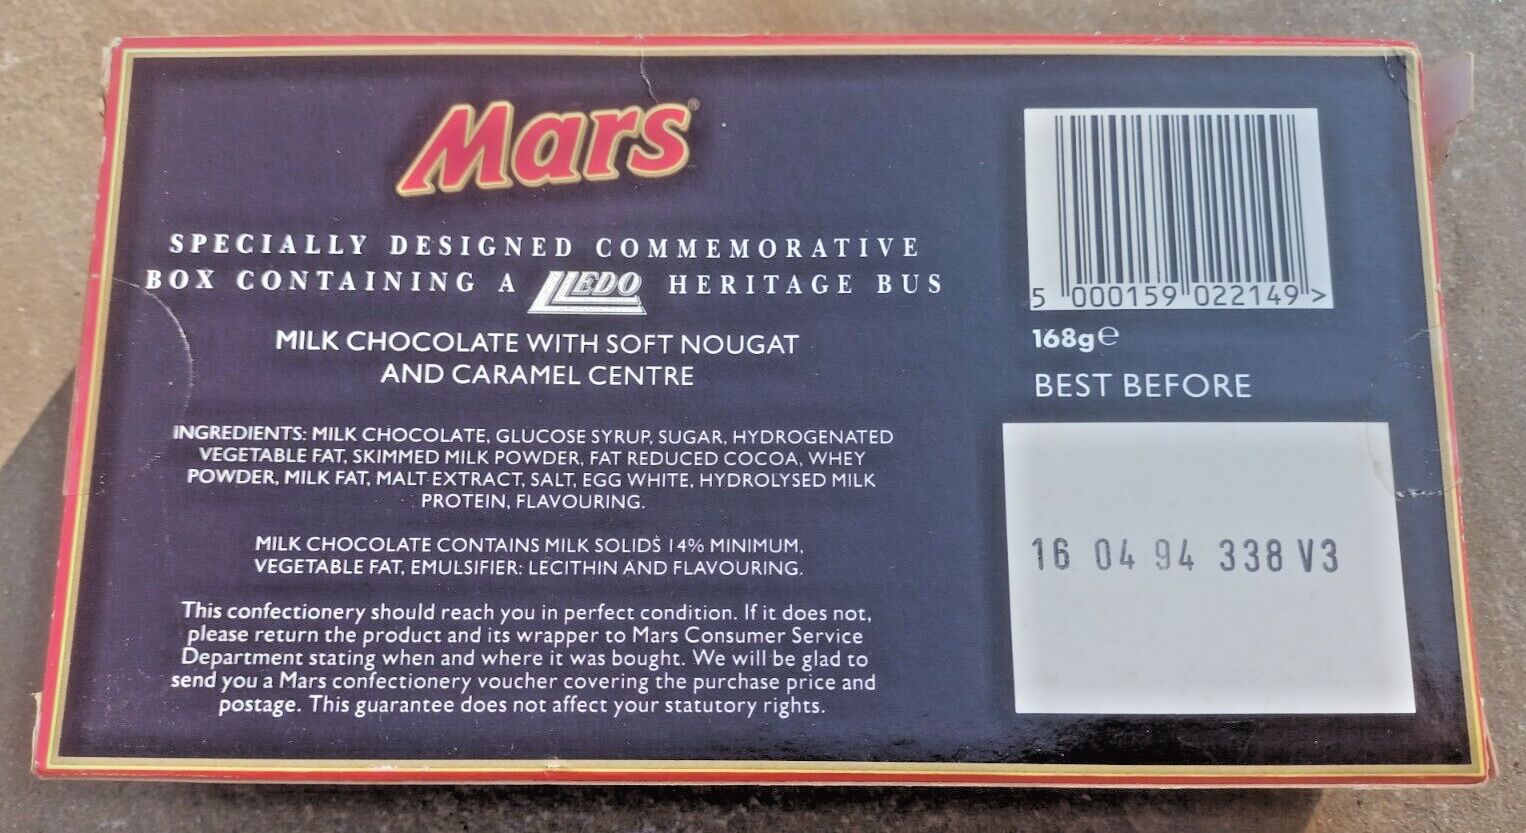 Mars®
SPECIALLY DESIGNED COMMEMORATIVE
BOX CONTAINING A LLEDO HERITAGE BUS
MILK CHOCOLATE WITH SOFT NOUGAT
AND CARAMEL CENTRE
INGREDIENTS: MILK CHOCOLATE, GLUCOSE SYRUP, SUGAR, HYDROGENATED
VEGETABLE FAT, SKIMMED MILK POWDER, FAT REDUCED COCOA, WHEY
POWDER, MILK FAT, MALT EXTRACT, SALT, EGG WHITE, HYDROLYSED MILK
PROTEIN, FLAVOURING.
MILK CHOCOLATE CONTAINS MILK SOLIDS 14% MINIMUM,
VEGETABLE FAT, EMULSIFIER: LECITHIN AND FLAVOURING.
This confectionery should reach you in perfect condition. If it does not,
please return the product and its wrapper to Mars Consumer Service
Department stating when and where it was bought. We will be glad to
send you a Mars confectionery voucher covering the purchase price and
postage. This guarantee does not affect your statutory rights.
5 000159 022149 >
168g℮
BEST BEFORE
16 04 94 338 V3